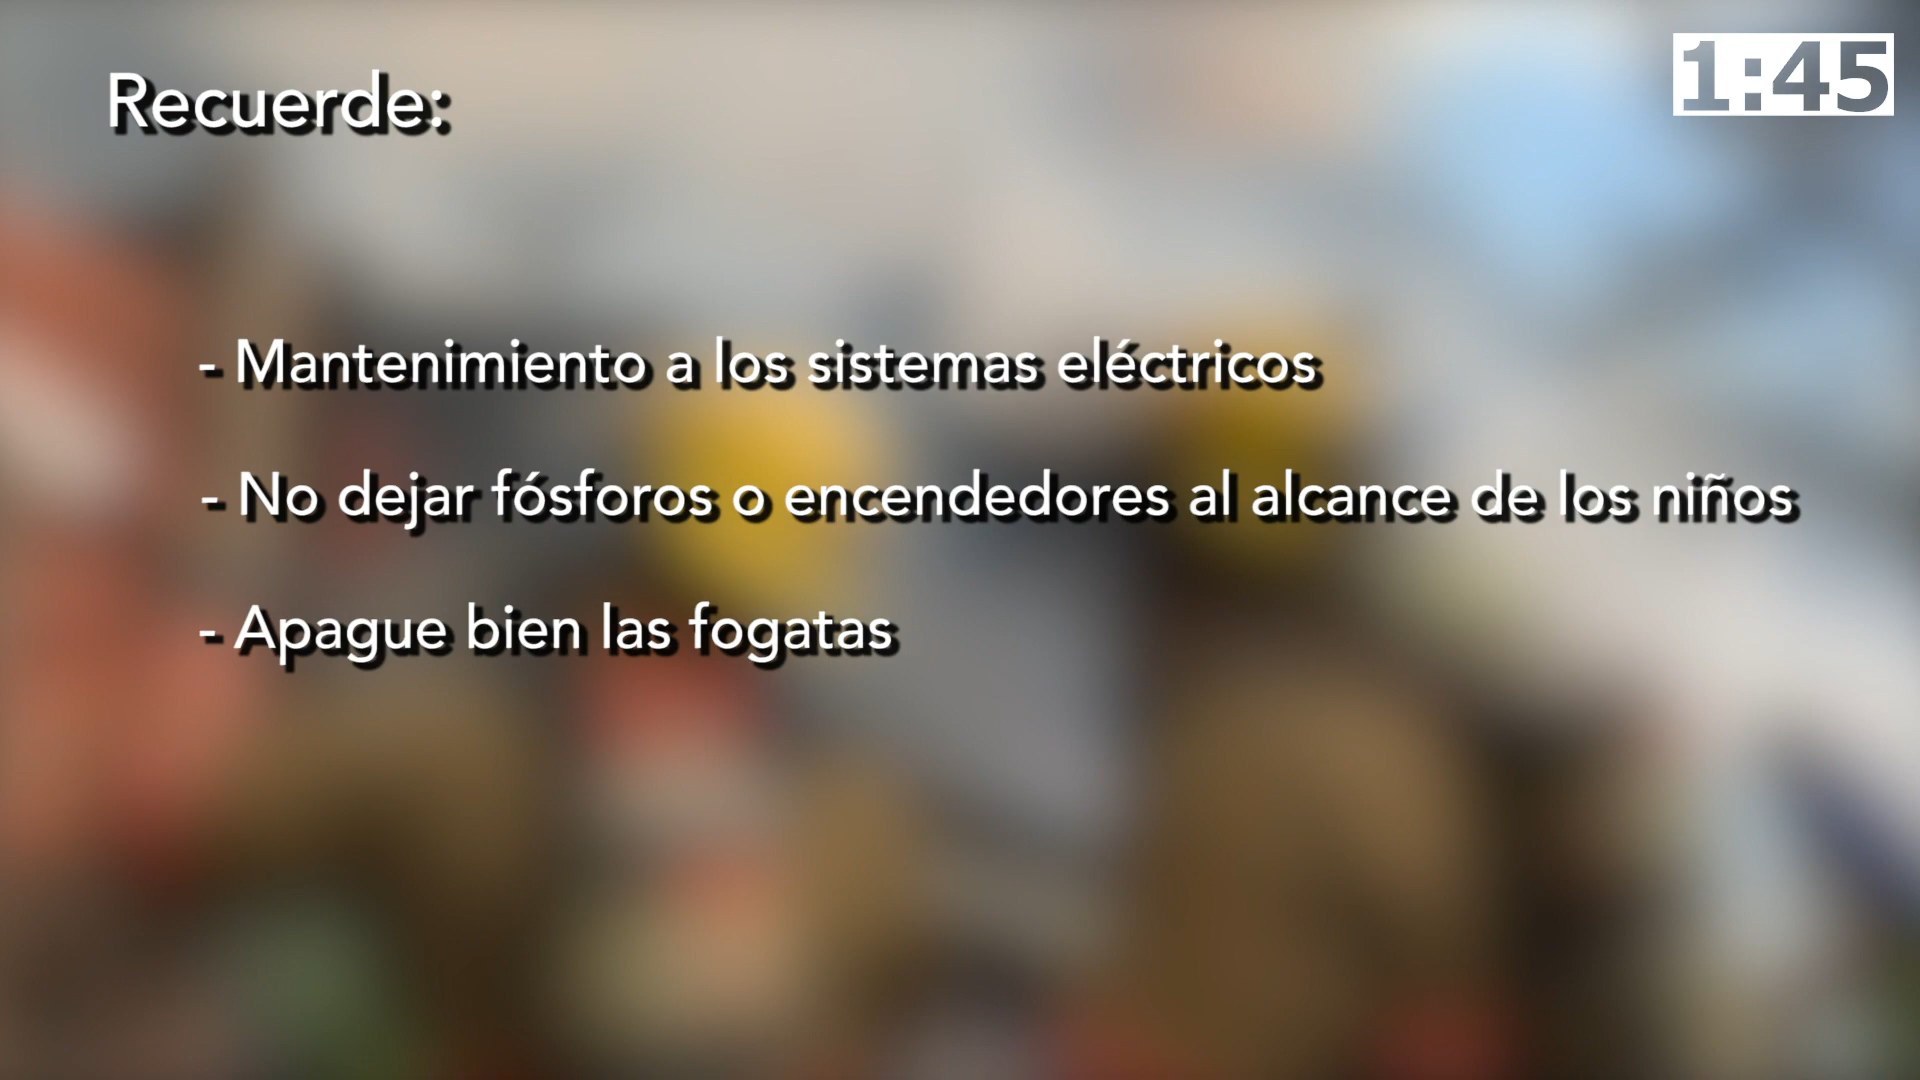 1:45
Recuerde:
- Mantenimiento a los sistemas eléctricos
- No dejar fósforos o encendedores al alcance de los niños
- Apague bien las fogatas